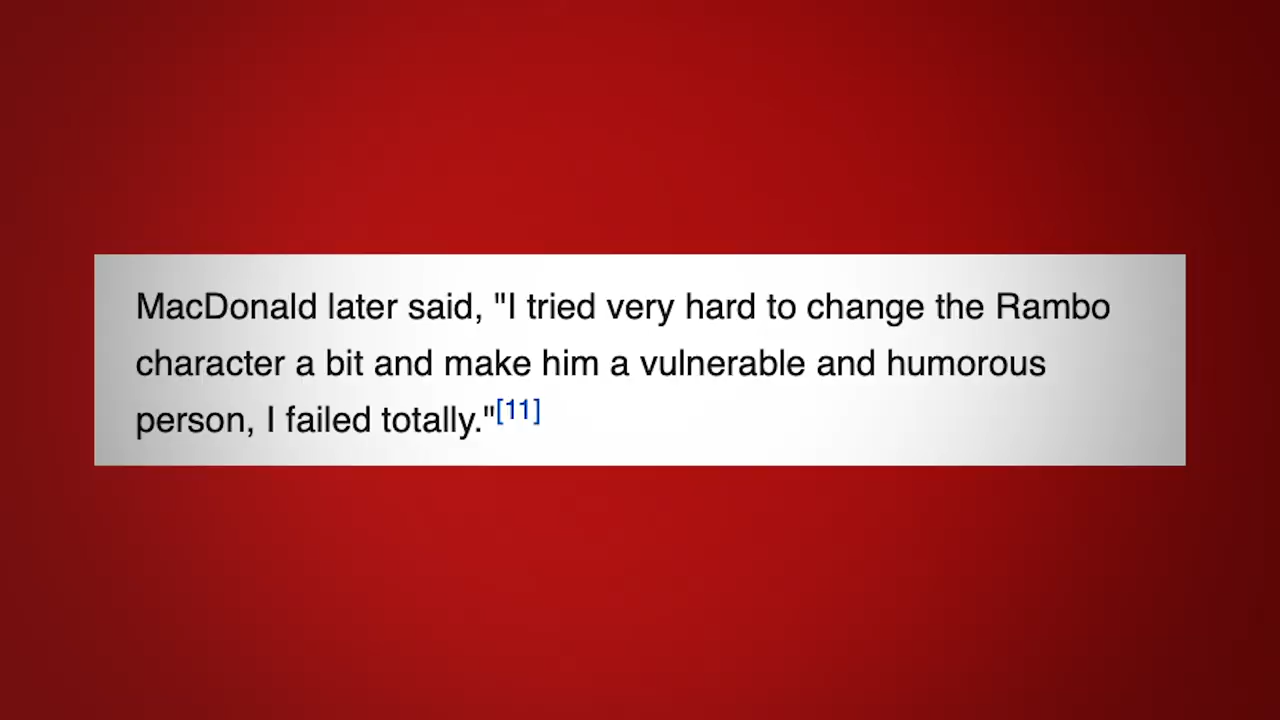 MacDonald later said, "I tried very hard to change the Rambo
character a bit and make him a vulnerable and humorous
person, I failed totally."[11]